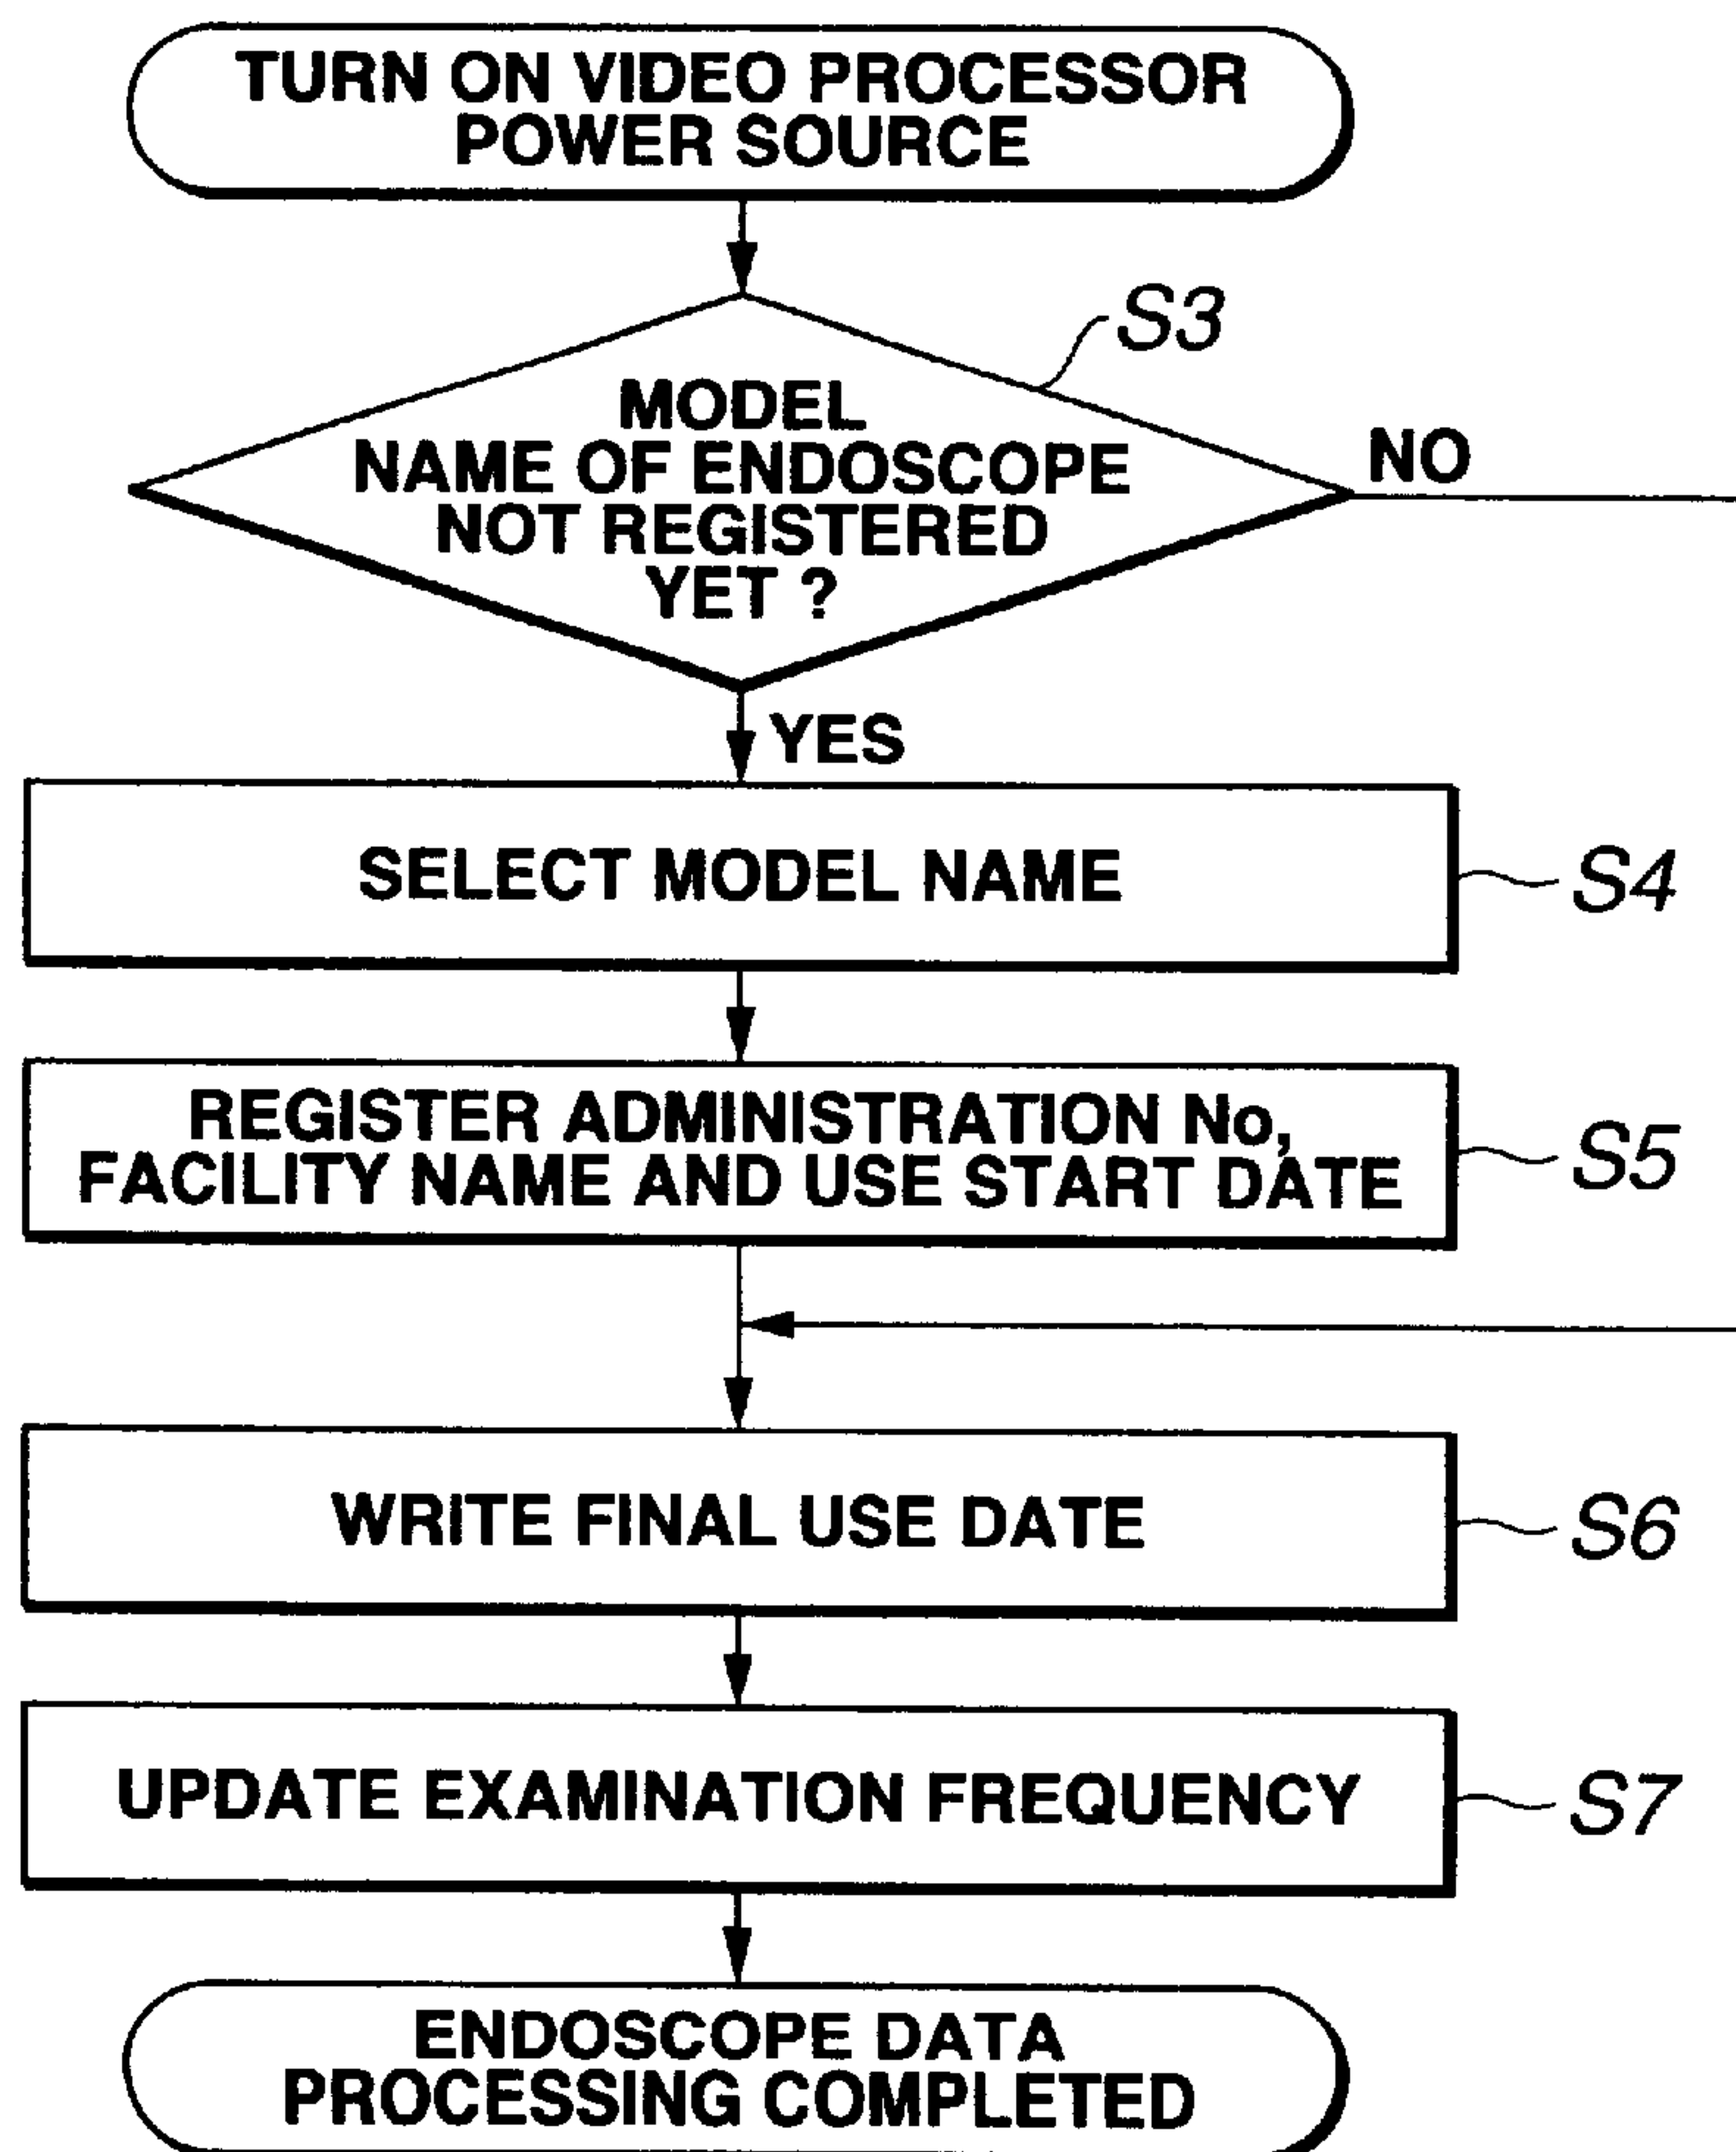 TURN ON VIDEO PROCESSOR
POWER SOURCE
S3
MODEL
NAME OF ENDOSCOPE
NOT REGISTERED
YET ?
NO
YES
SELECT MODEL NAME
S4
REGISTER ADMINISTRATION No,
FACILITY NAME AND USE START DATE
S5
WRITE FINAL USE DATE
S6
UPDATE EXAMINATION FREQUENCY
S7
ENDOSCOPE DATA
PROCESSING COMPLETED